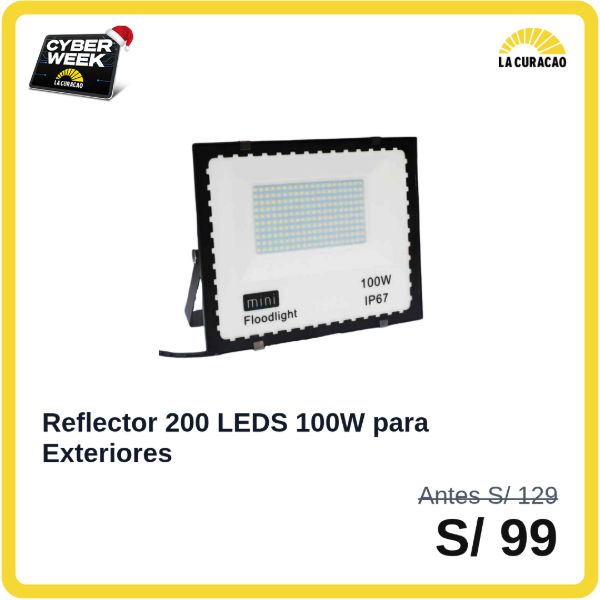 CYBER
WEEK
LA CURACAO
LA CURACAO
100W
IP67
mini
Floodlight
Reflector 200 LEDS 100W para
Exteriores
Antes S/ 129
S/ 99